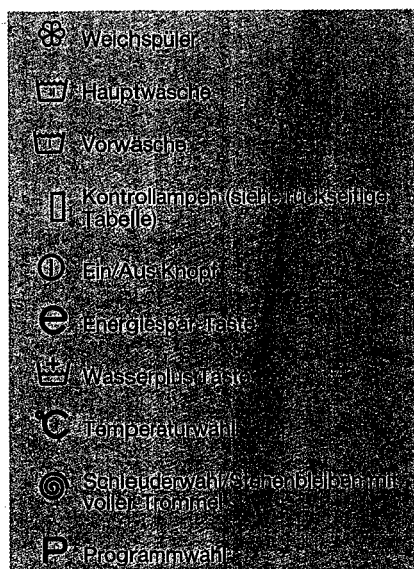 Weichspüler
Hauptwäsche
Vorwäsche
Kontrollampen (siehe rückseitige
Tabelle)
Ein/Aus Knopf
e Energiespar-Taste
Wasserplus-Taste
°C Temperaturwahl
Schleuderwahl/Stehenbleiben mit
voller Trommel
P Programmwahl